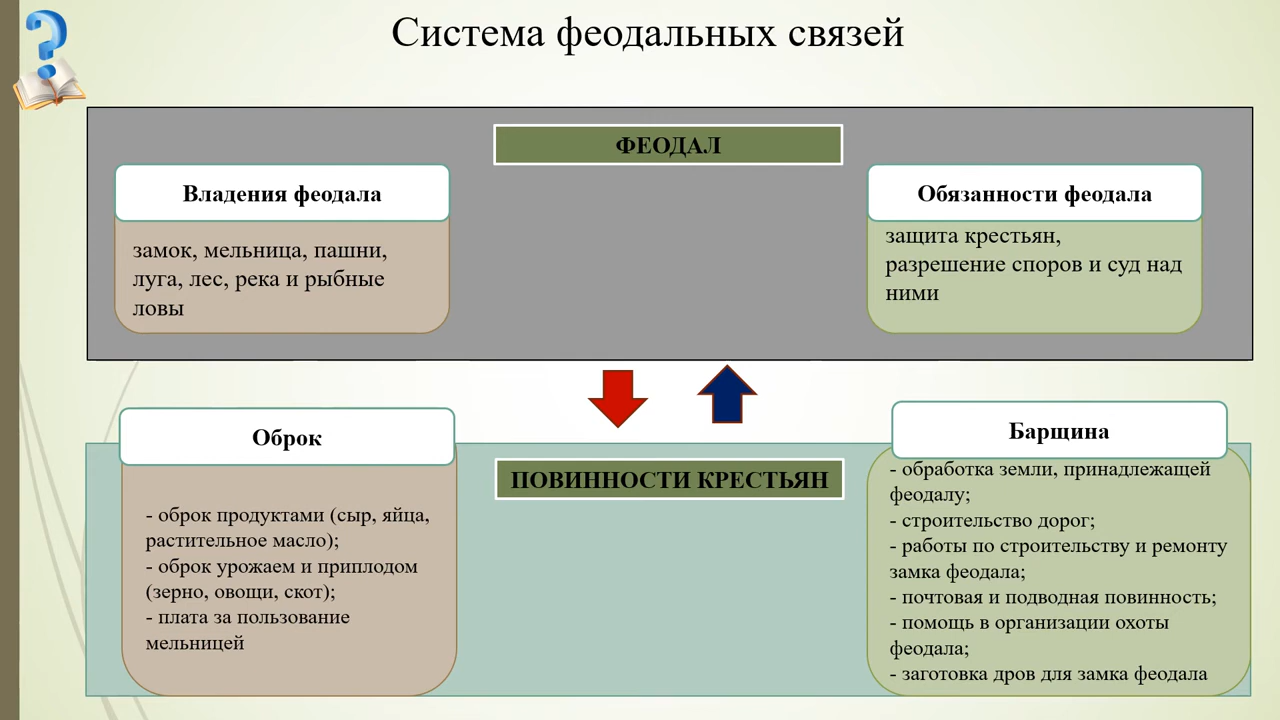 Система феодальных связей
ФЕОДАЛ
Владения феодала
замок, мельница, пашни,
луга, лес, река и рыбные
ловы
Обязанности феодала
защита крестьян,
разрешение споров и суд над
ними
ПОВИННОСТИ КРЕСТЬЯН
Оброк
- оброк продуктами (сыр, яйца,
растительное масло);
- оброк урожаем и приплодом
(зерно, овощи, скот);
- плата за пользование
мельницей
Барщина
- обработка земли, принадлежащей
феодалу;
- строительство дорог;
- работы по строительству и ремонту
замка феодала;
- почтовая и подводная повинность;
- помощь в организации охоты
феодала;
- заготовка дров для замка феодала